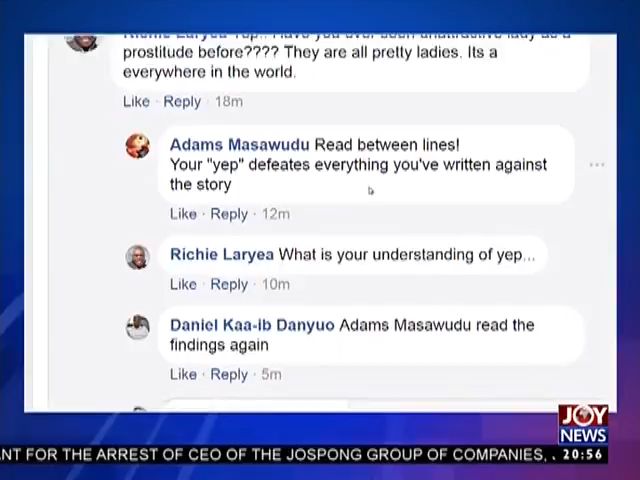 Richie Laryea Yup.. Have you ever seen unattractive lady as a
prostitude before???? They are all pretty ladies. Its a
everywhere in the world.
Like · Reply · 18m
Adams Masawudu Read between lines!
Your "yep" defeates everything you've written against
the story
Like · Reply · 12m
Richie Laryea What is your understanding of yep...
Like · Reply · 10m
Daniel Kaa-ib Danyuo Adams Masawudu read the
findings again
Like · Reply · 5m
JOY
NEWS
NT FOR THE ARREST OF CEO OF THE JOSPONG GROUP OF COMPANIES, .
20:56